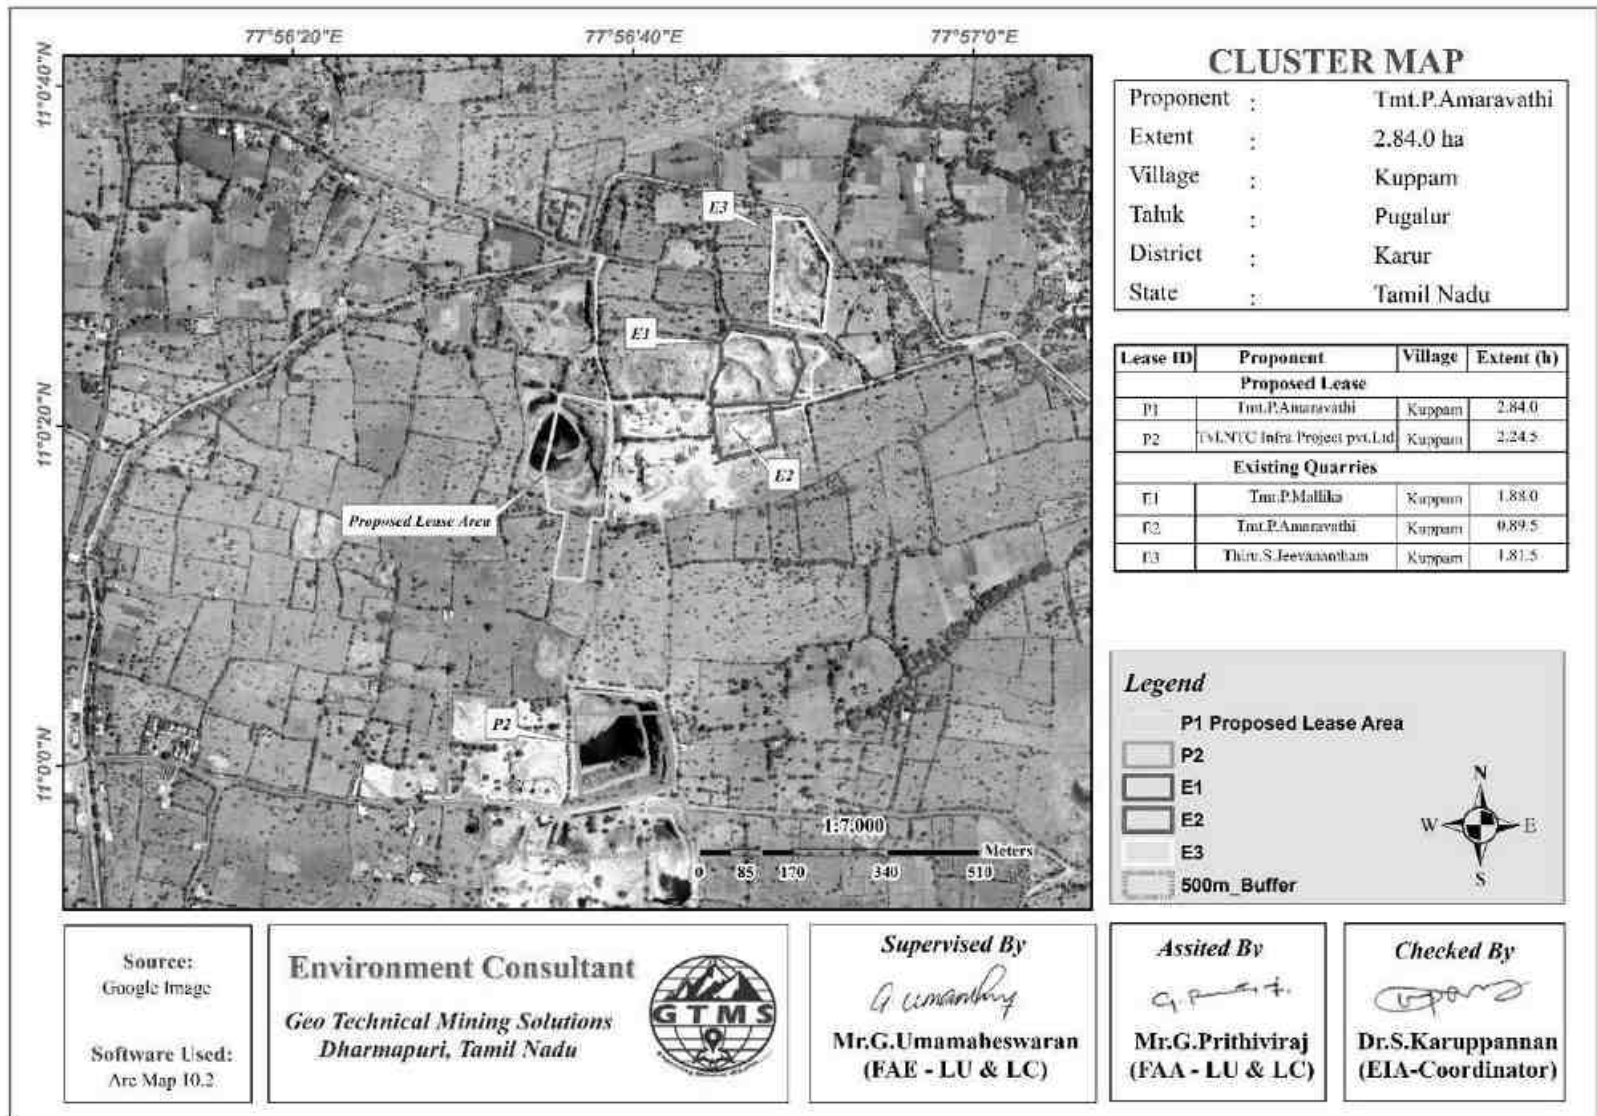 77°56'20"E 77°56'40"E 77°57'0"E
11°0'40"N
11°0'20"N
11°0'0"N
E3
E1
E2
Proposed Lease Area
P2
1:7,000
Meters
0 85 170 340 510
CLUSTER MAP
Proponent : Tmt.P.Amaravathi
Extent : 2.84.0 ha
Village : Kuppam
Taluk : Pugalur
District : Karur
State : Tamil Nadu
Lease ID Proponent Village Extent (h)
Proposed Lease
P1 Tmt.P.Amaravathi Kuppam 2.84.0
P2 Tvl.NTC Infra Project pvt.Ltd Kuppam 2.24.5
Existing Quarries
E1 Tmt.P.Mallika Kuppam 1.88.0
E2 Tmt.P.Amaravathi Kuppam 0.89.5
E3 Thiru.S.Jeevanantham Kuppam 1.81.5
Legend
P1 Proposed Lease Area
P2
E1
E2
E3
500m_Buffer
N
W E
S
Source:
Google Image
Software Used:
Arc Map 10.2
Environment Consultant
Geo Technical Mining Solutions
Dharmapuri, Tamil Nadu
GTMS
Supervised By
Mr.G.Umamaheswaran
(FAE - LU & LC)
Assited By
Mr.G.Prithiviraj
(FAA - LU & LC)
Checked By
Dr.S.Karuppannan
(EIA-Coordinator)